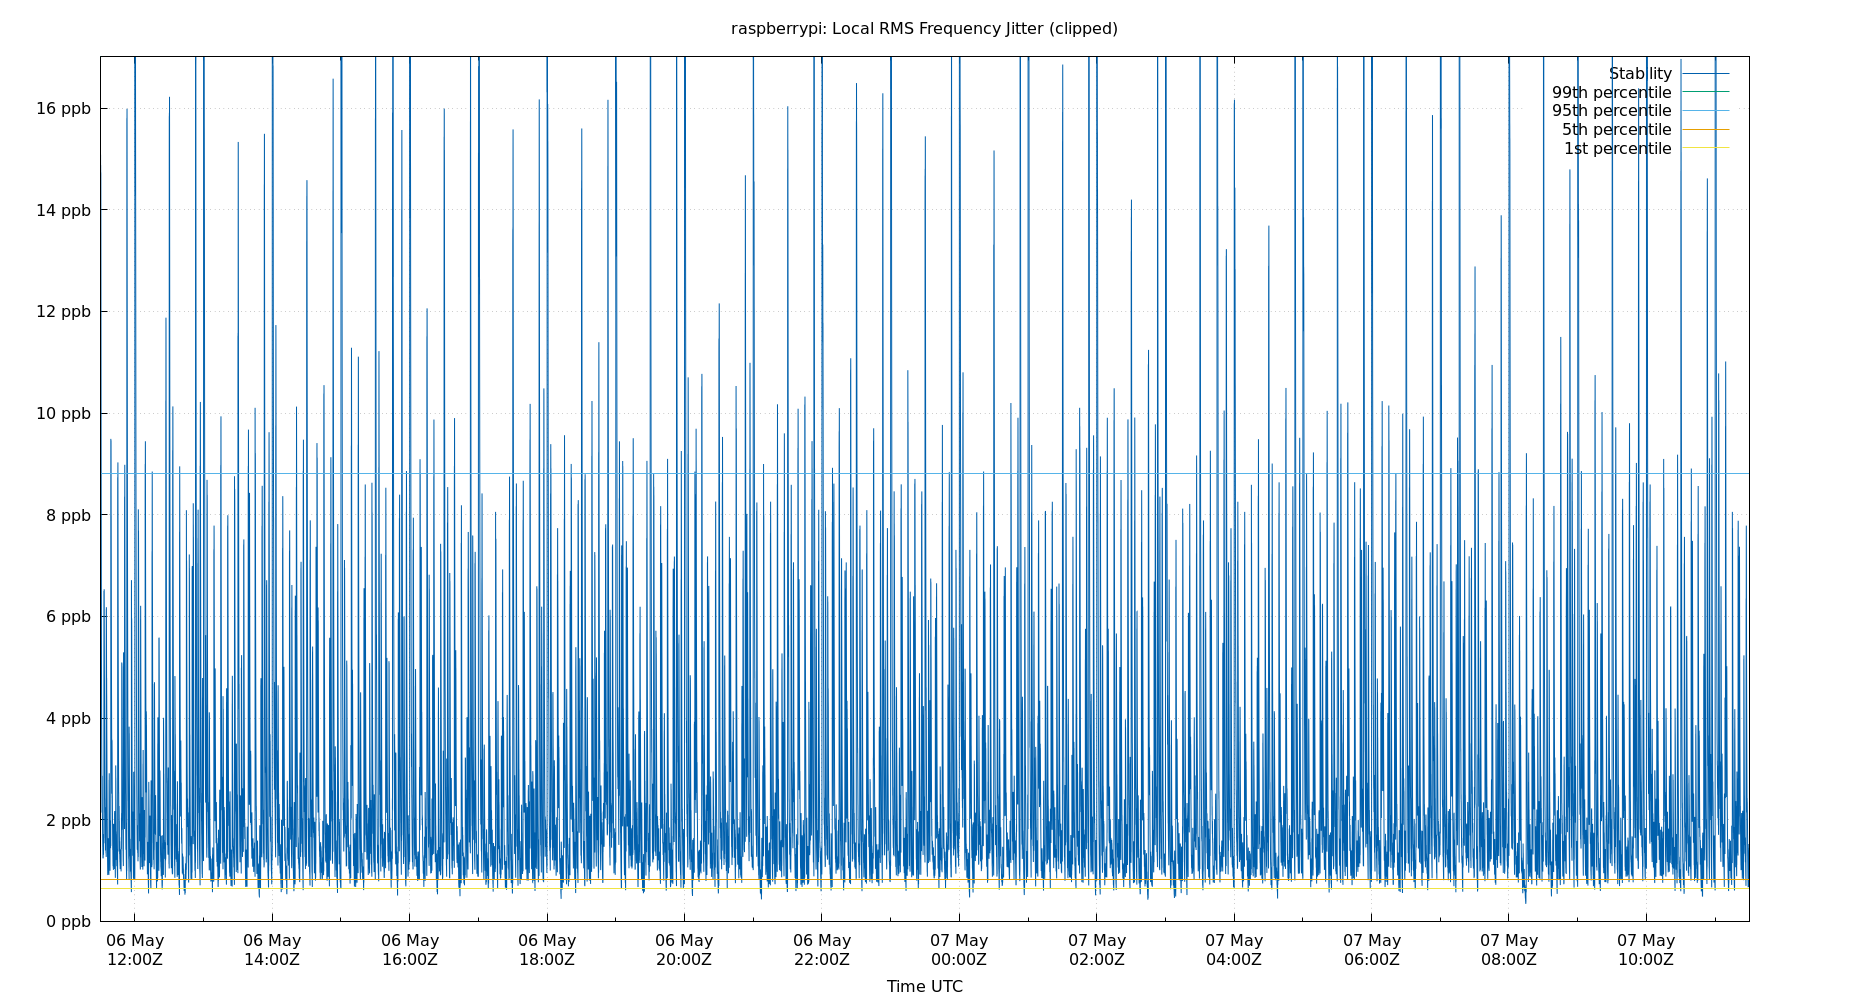 raspberrypi: Local RMS Frequency Jitter (clipped)
Stability
99th percentile
95th percentile
5th percentile
1st percentile
16 ppb
14 ppb
12 ppb
10 ppb
8 ppb
6 ppb
4 ppb
2 ppb
0 ppb
06 May 06 May 06 May 06 May 06 May 06 May 07 May 07 May 07 May 07 May 07 May 07 May
12:00Z 14:00Z 16:00Z 18:00Z 20:00Z 22:00Z 00:00Z 02:00Z 04:00Z 06:00Z 08:00Z 10:00Z
Time UTC